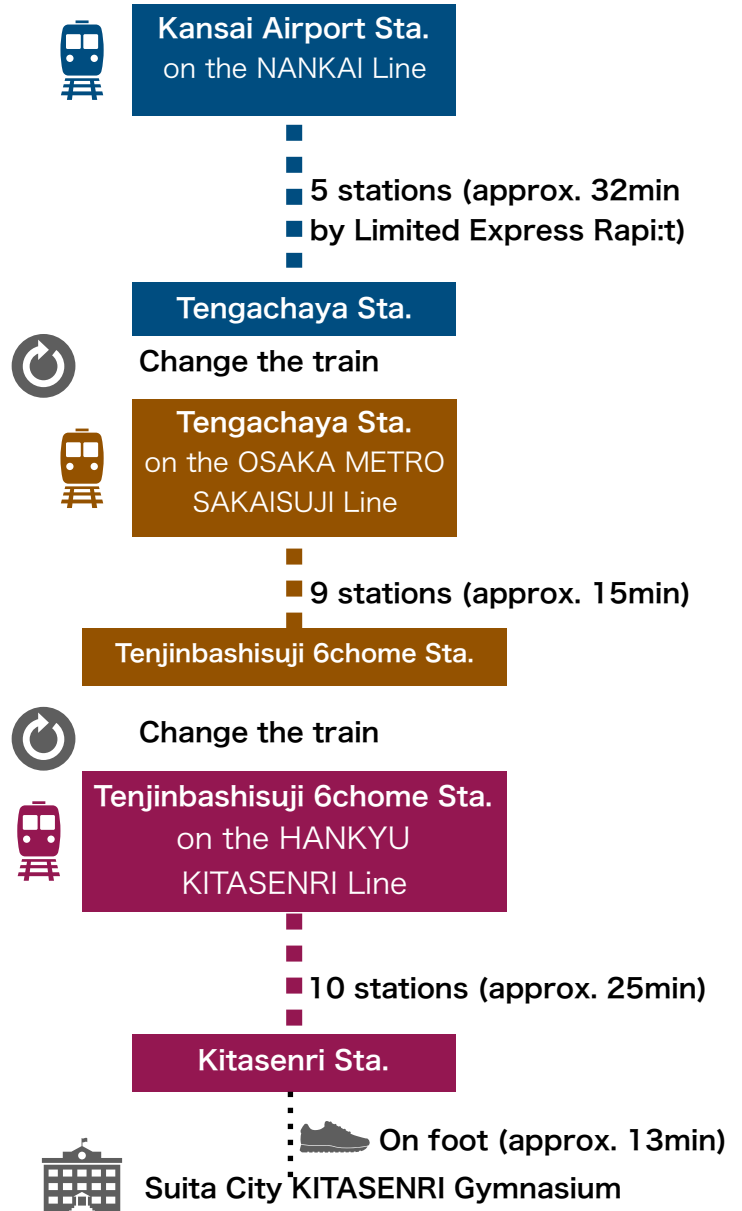 Kansai Airport Sta.
on the NANKAI Line
5 stations (approx. 32min
by Limited Express Rapi:t)
Tengachaya Sta.
Change the train
Tengachaya Sta.
on the OSAKA METRO
SAKAISUJI Line
9 stations (approx. 15min)
Tenjinbashisuji 6chome Sta.
Change the train
Tenjinbashisuji 6chome Sta.
on the HANKYU
KITASENRI Line
10 stations (approx. 25min)
Kitasenri Sta.
On foot (approx. 13min)
Suita City KITASENRI Gymnasium